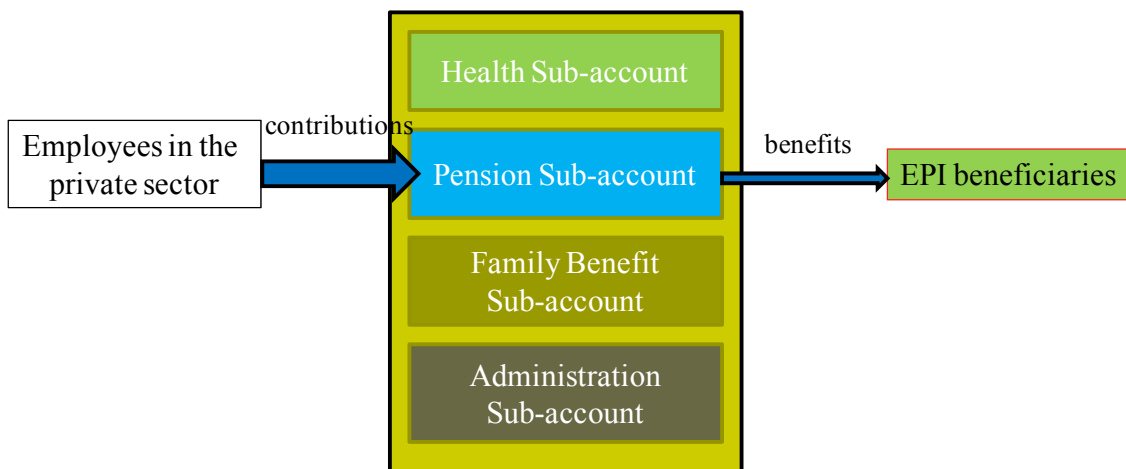 Health Sub-account
contributions
Employees in the
private sector
Pension Sub-account
benefits
EPI beneficiaries
Family Benefit
Sub-account
Administration
Sub-account